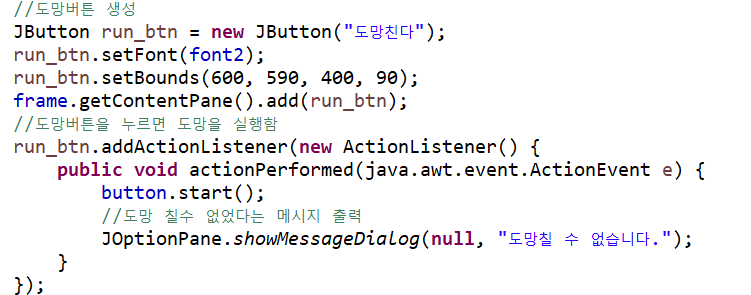 //도망버튼 생성
JButton run_btn = new JButton("도망친다");
run_btn.setFont(font2);
run_btn.setBounds(600, 590, 400, 90);
frame.getContentPane().add(run_btn);
//도망버튼을 누르면 도망을 실행함
run_btn.addActionListener(new ActionListener() {
    public void actionPerformed(java.awt.event.ActionEvent e) {
        button.start();
        //도망 칠수 없었다는 메시지 출력
        JOptionPane.showMessageDialog(null, "도망칠 수 없습니다.");
    }
});